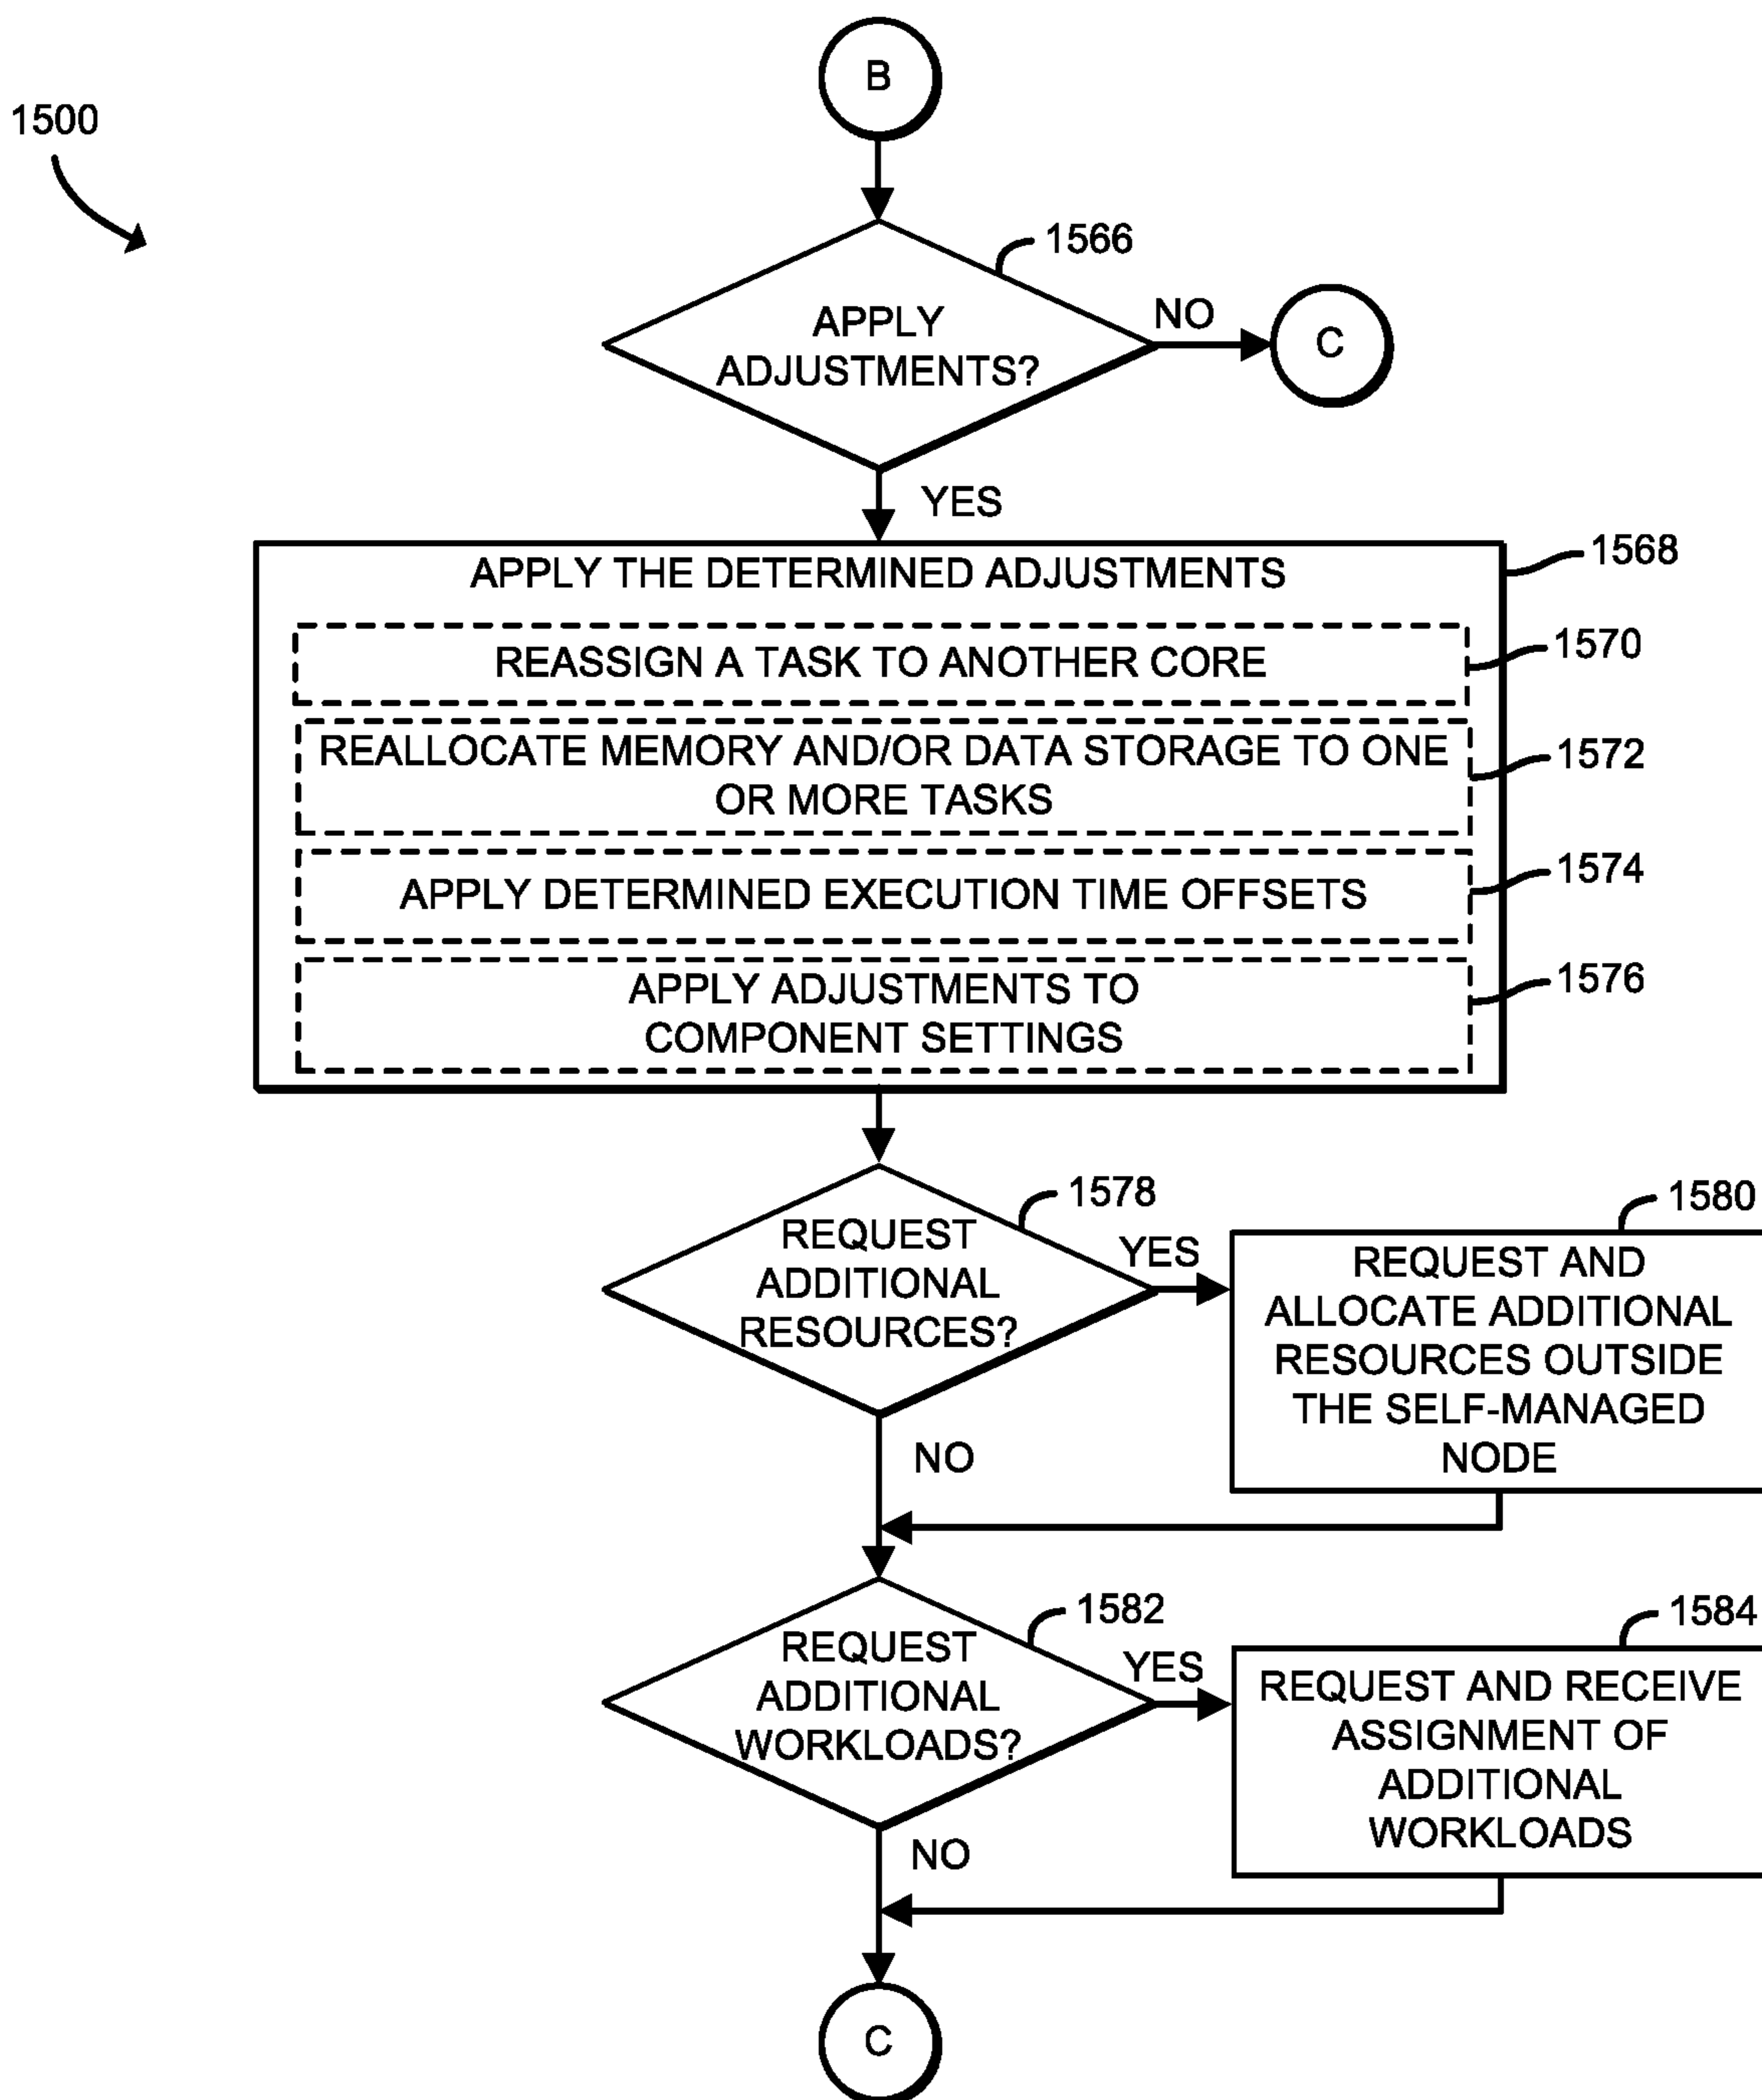 B
1500
1566
APPLY
ADJUSTMENTS?
NO
C
YES
APPLY THE DETERMINED ADJUSTMENTS
1568
REASSIGN A TASK TO ANOTHER CORE
1570
REALLOCATE MEMORY AND/OR DATA STORAGE TO ONE
OR MORE TASKS
1572
APPLY DETERMINED EXECUTION TIME OFFSETS
1574
APPLY ADJUSTMENTS TO
COMPONENT SETTINGS
1576
1578
REQUEST
ADDITIONAL
RESOURCES?
YES
1580
REQUEST AND
ALLOCATE ADDITIONAL
RESOURCES OUTSIDE
THE SELF-MANAGED
NODE
NO
1582
REQUEST
ADDITIONAL
WORKLOADS?
YES
1584
REQUEST AND RECEIVE
ASSIGNMENT OF
ADDITIONAL
WORKLOADS
NO
C